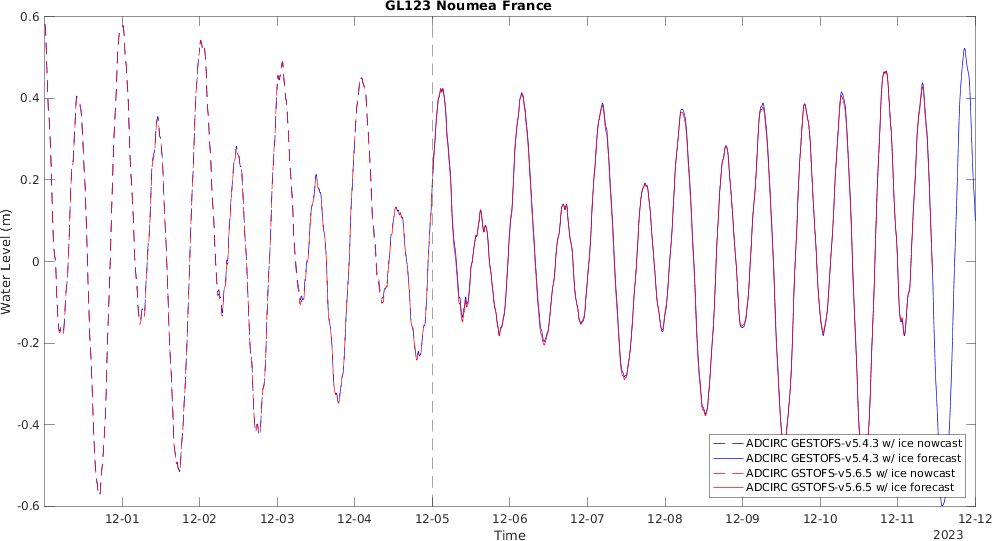 GL123 Noumea France
0.6
0.4
0.2
0
-0.2
-0.4
-0.6
Water Level (m)
ADCIRC GESTOFS-v5.4.3 w/ ice nowcast
ADCIRC GESTOFS-v5.4.3 w/ ice forecast
ADCIRC GSTOFS-v5.6.5 w/ ice nowcast
ADCIRC GSTOFS-v5.6.5 w/ ice forecast
12-01 12-02 12-03 12-04 12-05 12-06 12-07 12-08 12-09 12-10 12-11 12-12
Time
2023